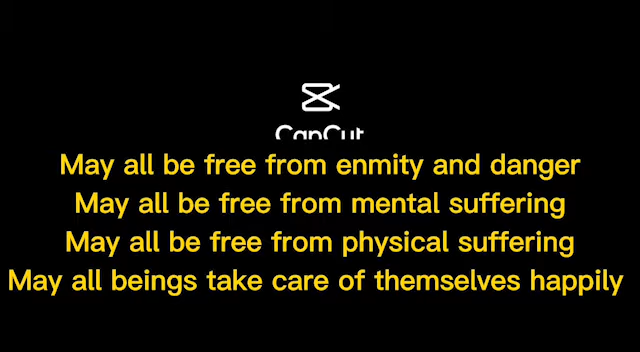 CapCut
May all be free from enmity and danger
May all be free from mental suffering
May all be free from physical suffering
May all beings take care of themselves happily